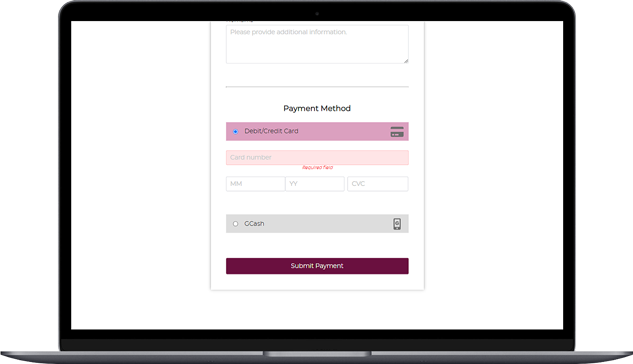 Please provide additional information.
Payment Method
Debit/Credit Card
Card number
Required field
MM YY CVC
GCash
Submit Payment